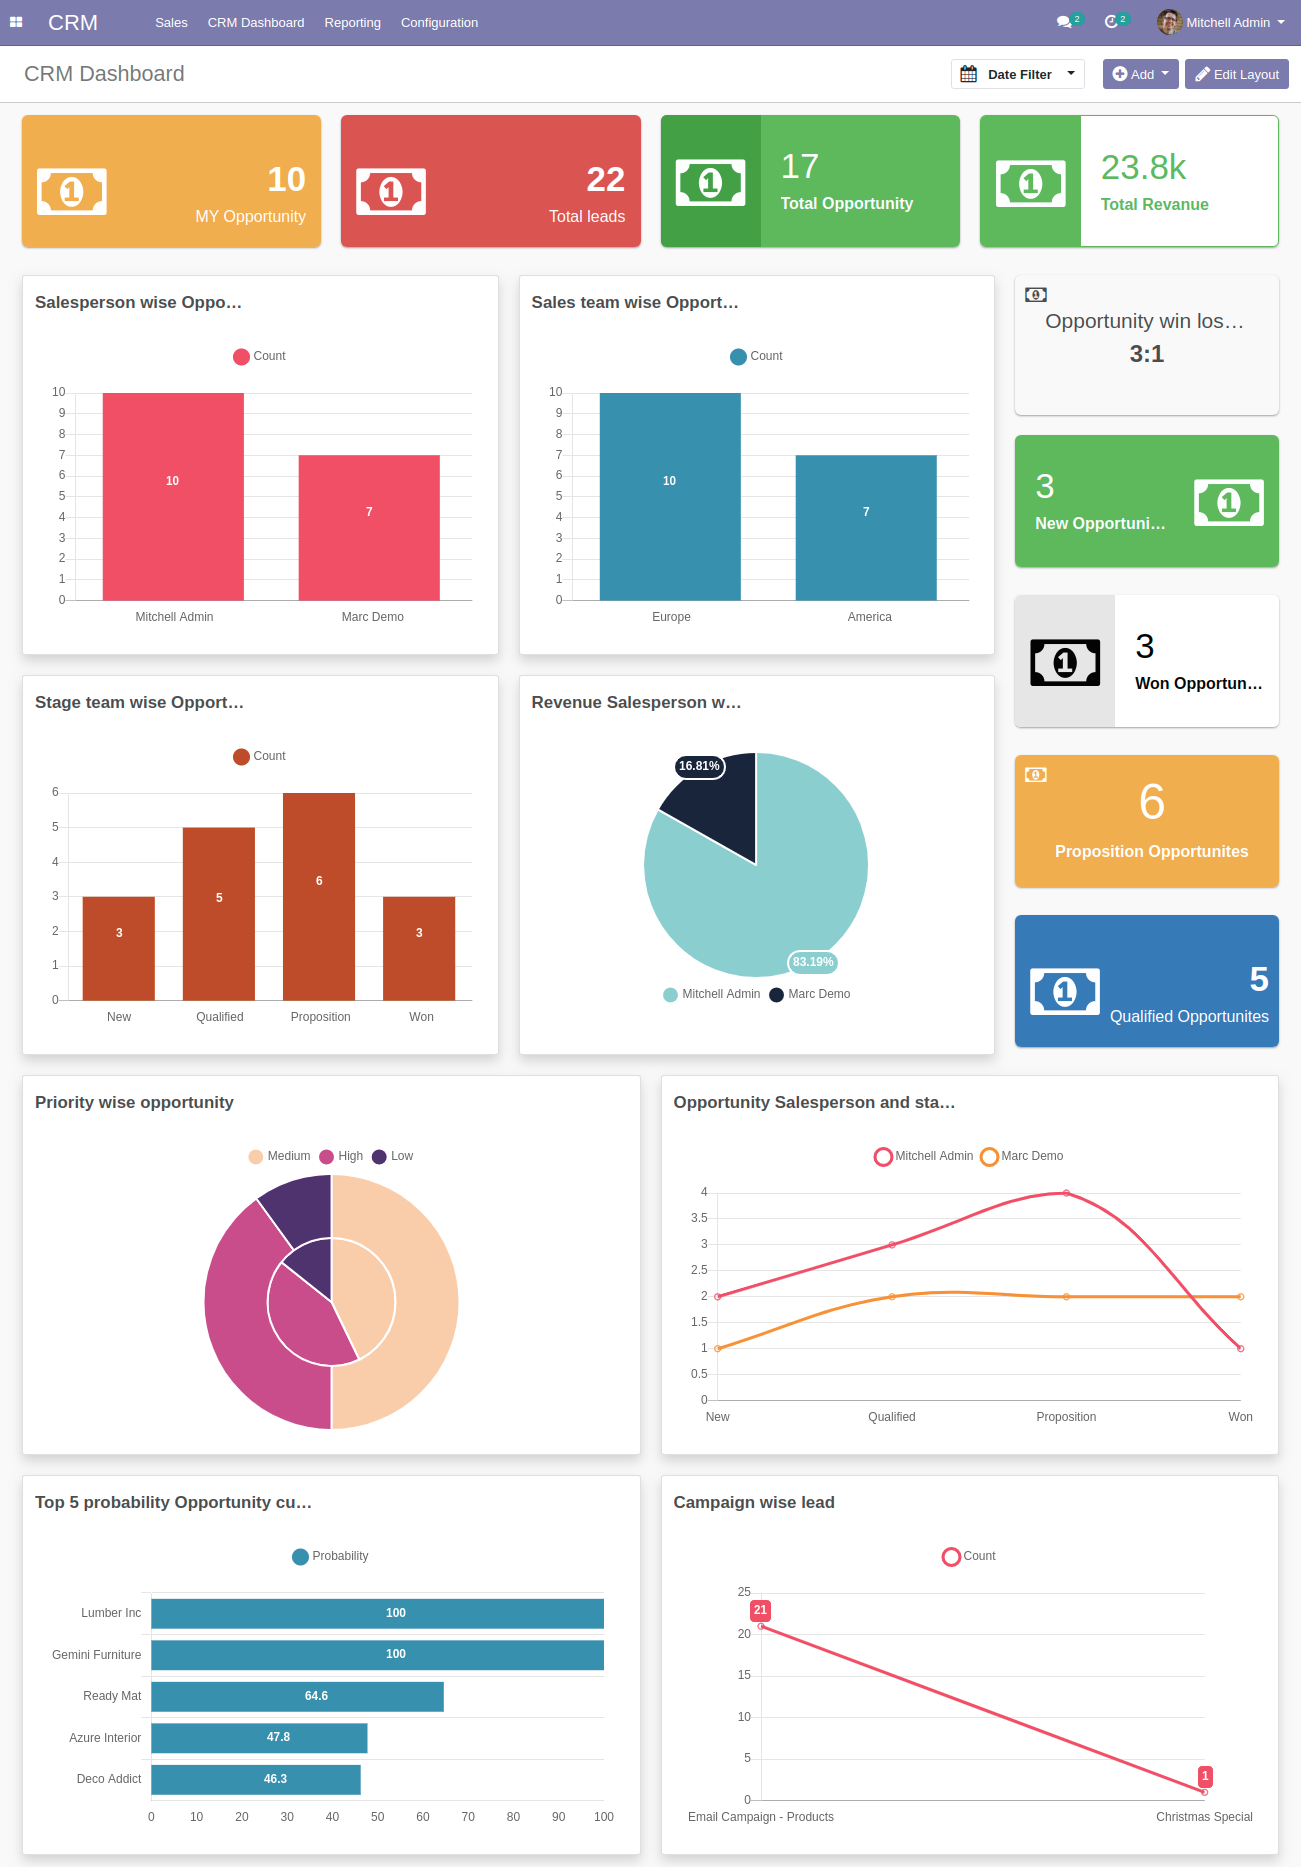 CRM Sales CRM Dashboard Reporting Configuration 2 2 Mitchell Admin
CRM Dashboard Date Filter Add Edit Layout
10
MY Opportunity
22
Total leads
17
Total Opportunity
23.8k
Total Revanue
Salesperson wise Oppo…
Count
10
9
8
7
6
5
4
3
2
1
0
10
7
Mitchell Admin Marc Demo
Sales team wise Opport…
Count
10
9
8
7
6
5
4
3
2
1
0
10
7
Europe America
Opportunity win los…
3:1
3
New Opportuni…
3
Won Opportun…
6
Proposition Opportunites
5
Qualified Opportunites
Stage team wise Opport…
Count
6
5
4
3
2
1
0
3
5
6
3
New Qualified Proposition Won
Revenue Salesperson w…
16.81%
83.19%
Mitchell Admin Marc Demo
Priority wise opportunity
Medium High Low
Opportunity Salesperson and sta…
Mitchell Admin Marc Demo
4
3.5
3
2.5
2
1.5
1
0.5
0
New Qualified Proposition Won
Top 5 probability Opportunity cu…
Probability
Lumber Inc 100
Gemini Furniture 100
Ready Mat 64.6
Azure Interior 47.8
Deco Addict 46.3
0 10 20 30 40 50 60 70 80 90 100
Campaign wise lead
Count
25
20
15
10
5
0
21
1
Email Campaign - Products Christmas Special